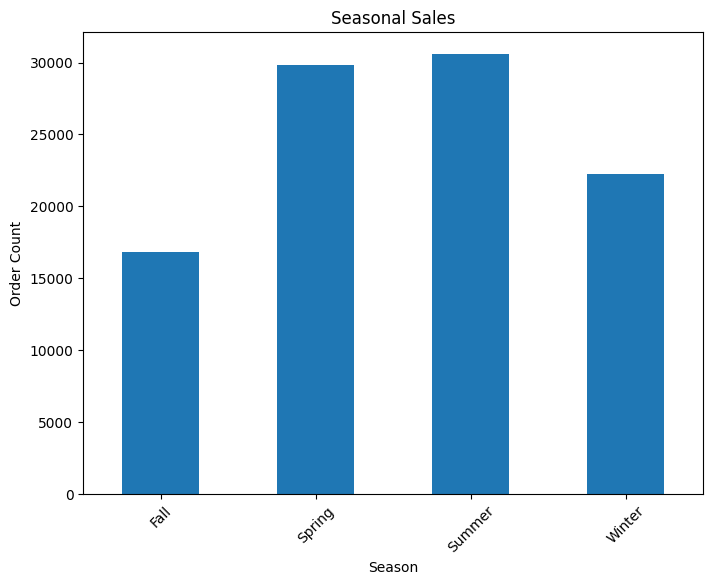 Seasonal Sales
Order Count
30000
25000
20000
15000
10000
5000
0
Fall
Spring
Summer
Winter
Season